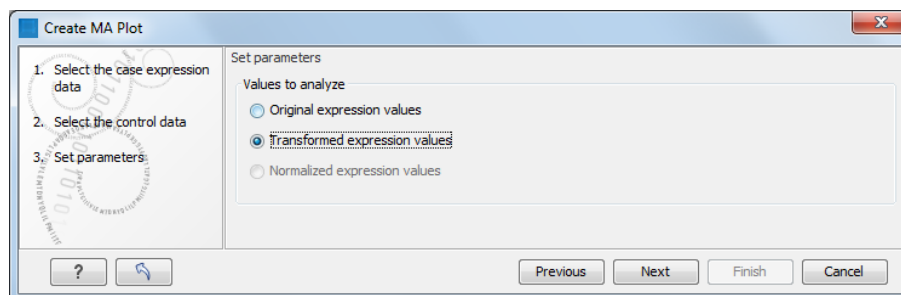 Create MA Plot
1. Select the case expression
data
2. Select the control data
3. Set parameters
Set parameters
Values to analyze
Original expression values
Transformed expression values
Normalized expression values
?
Previous
Next
Finish
Cancel